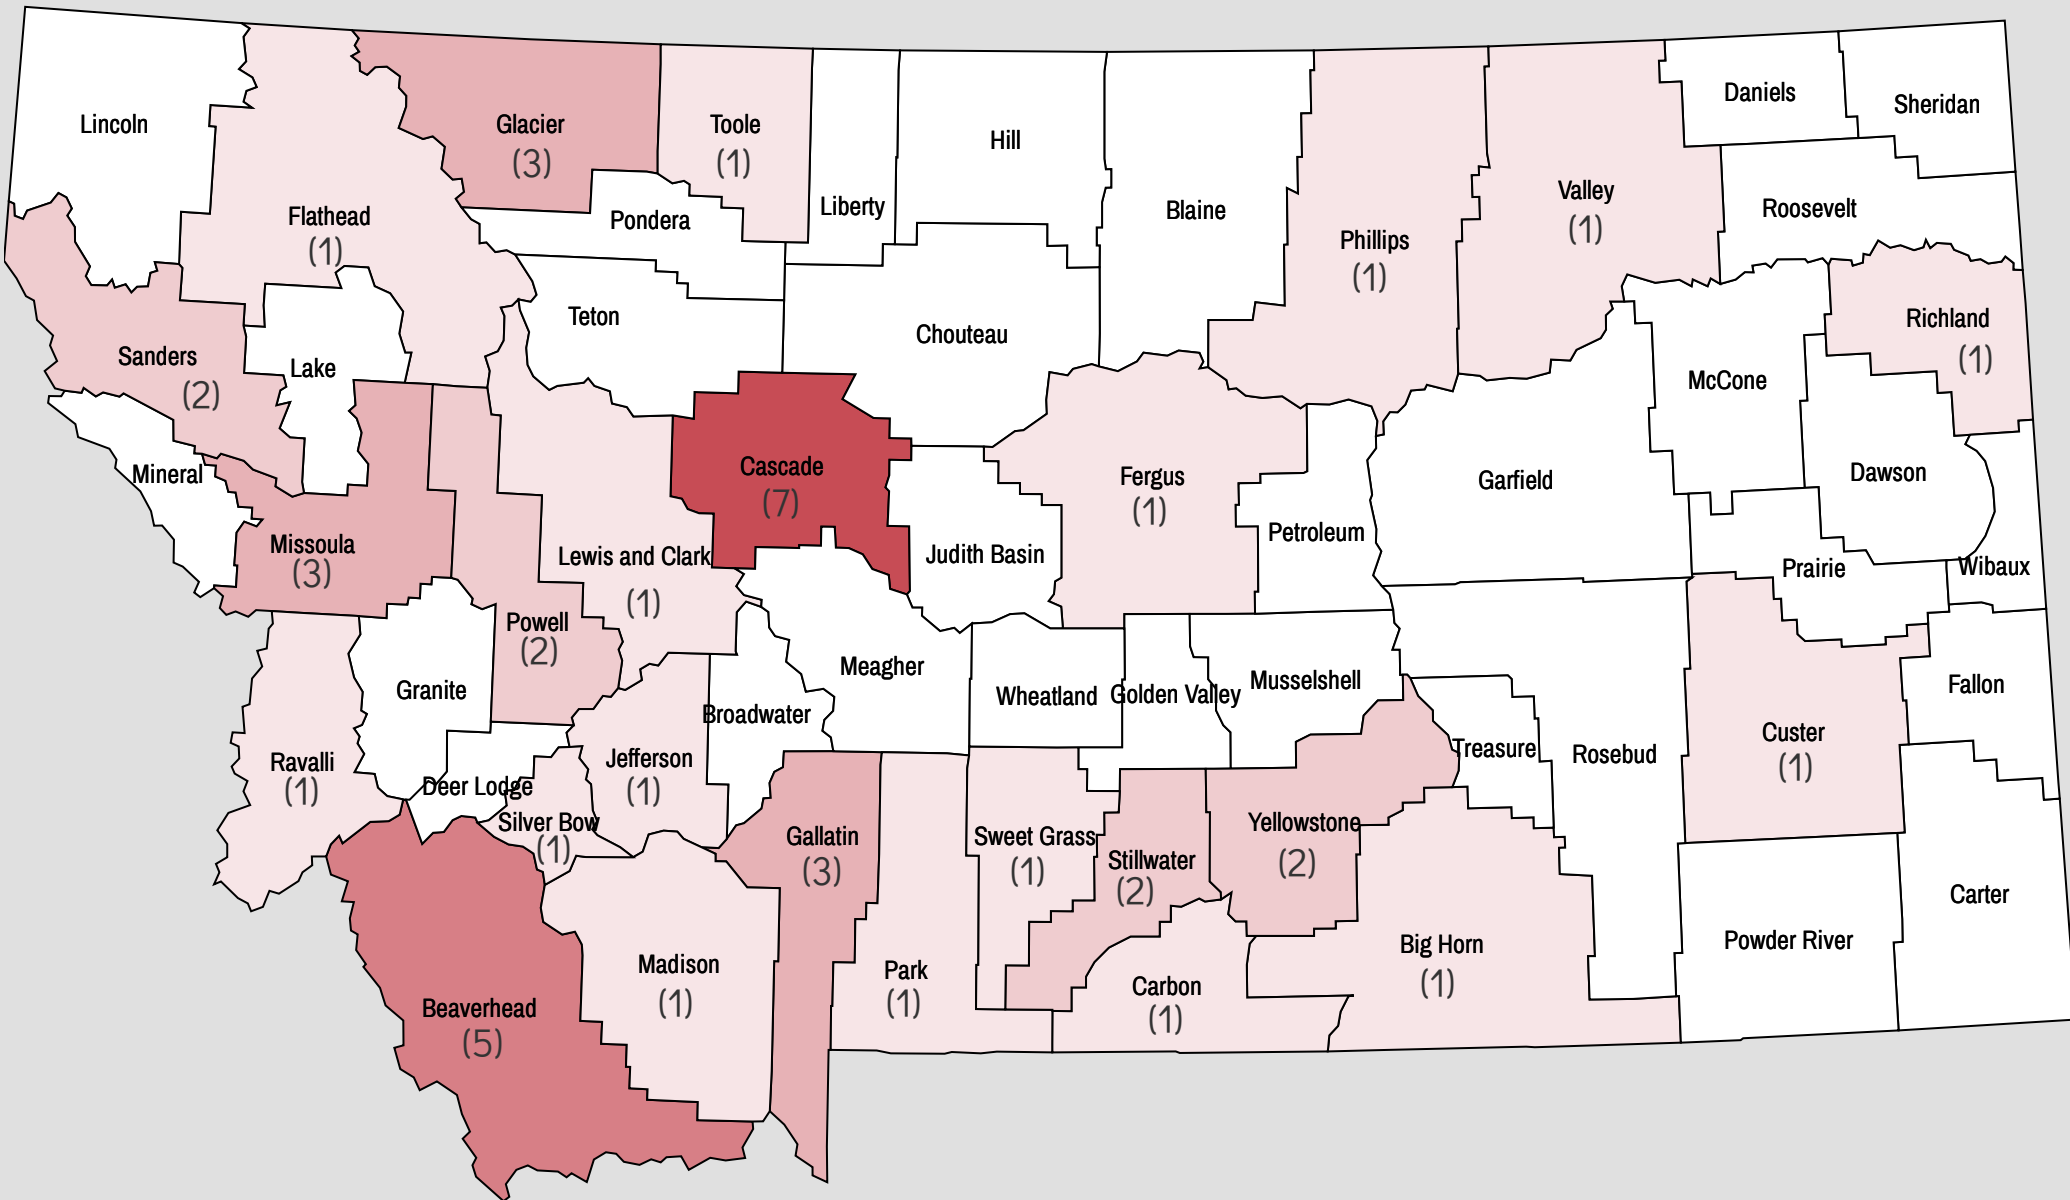 Lincoln
Flathead
(1)
Glacier
(3)
Toole
(1)
Liberty
Hill
Blaine
Phillips
(1)
Valley
(1)
Daniels
Sheridan
Roosevelt
Pondera
Teton
Chouteau
Richland
(1)
McCone
Sanders
(2)
Lake
Mineral
Missoula
(3)
Cascade
(7)
Lewis and Clark
(1)
Judith Basin
Fergus
(1)
Petroleum
Garfield
Dawson
Prairie
Wibaux
Powell
(2)
Granite
Ravalli
(1)
Deer Lodge
Silver Bow
(1)
Jefferson
(1)
Broadwater
Meagher
Wheatland
Golden Valley
Musselshell
Treasure
Rosebud
Custer
(1)
Fallon
Gallatin
(3)
Sweet Grass
(1)
Stillwater
(2)
Yellowstone
(2)
Beaverhead
(5)
Madison
(1)
Park
(1)
Carbon
(1)
Big Horn
(1)
Powder River
Carter